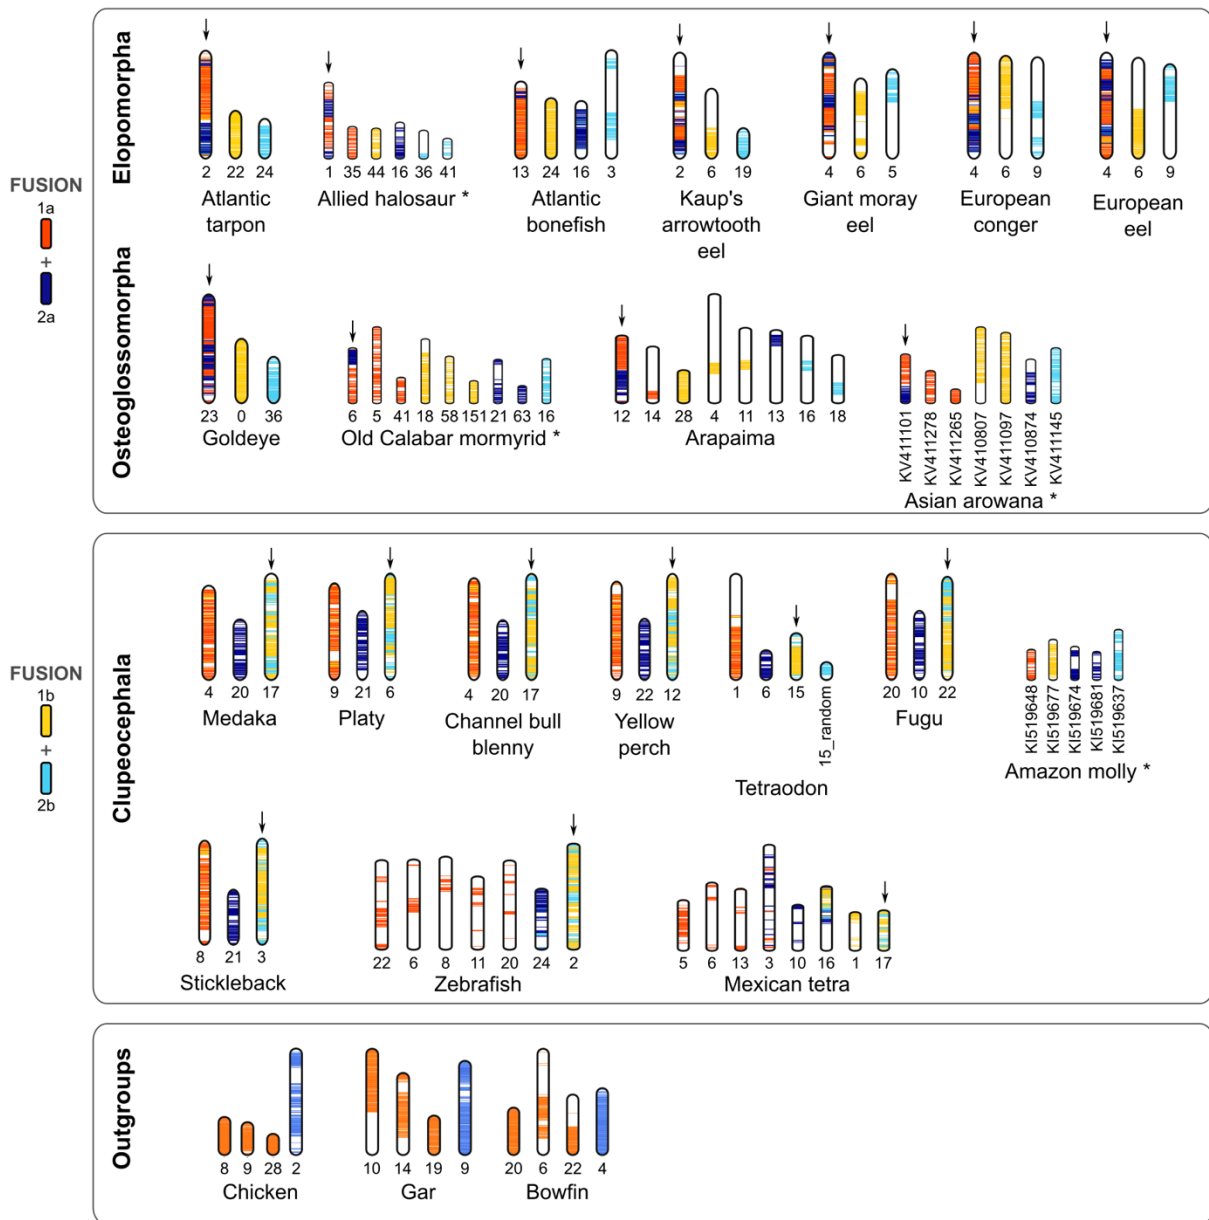 Elopomorpha
2 22 24
Atlantic
tarpon
1 35 44 16 36 41
Allied halosaur *
13 24 16 3
Atlantic
bonefish
2 6 19
Kaup's
arrowtooth
eel
4 6 5
Giant moray
eel
4 6 9
European
conger
4 6 9
European
eel
FUSION
1a
+
2a
Osteoglossomorpha
23 0 36
Goldeye
6 5 41 18 58 151 21 63 16
Old Calabar mormyrid *
12 14 28 4 11 13 16 18
Arapaima
KV411101
KV411278
KV411265
KV410807
KV411097
KV410874
KV411145
Asian arowana *
FUSION
1b
+
2b
Clupeocephala
4 20 17
Medaka
9 21 6
Platy
4 20 17
Channel bull
blenny
9 22 12
Yellow
perch
1 6 15 15_random
Tetraodon
20 10 22
Fugu
KI519648
KI519677
KI519674
KI519681
KI519637
Amazon molly *
8 21 3
Stickleback
22 6 8 11 20 24 2
Zebrafish
5 6 13 3 10 16 1 17
Mexican tetra
Outgroups
8 9 28 2
Chicken
10 14 19 9
Gar
20 6 22 4
Bowfin